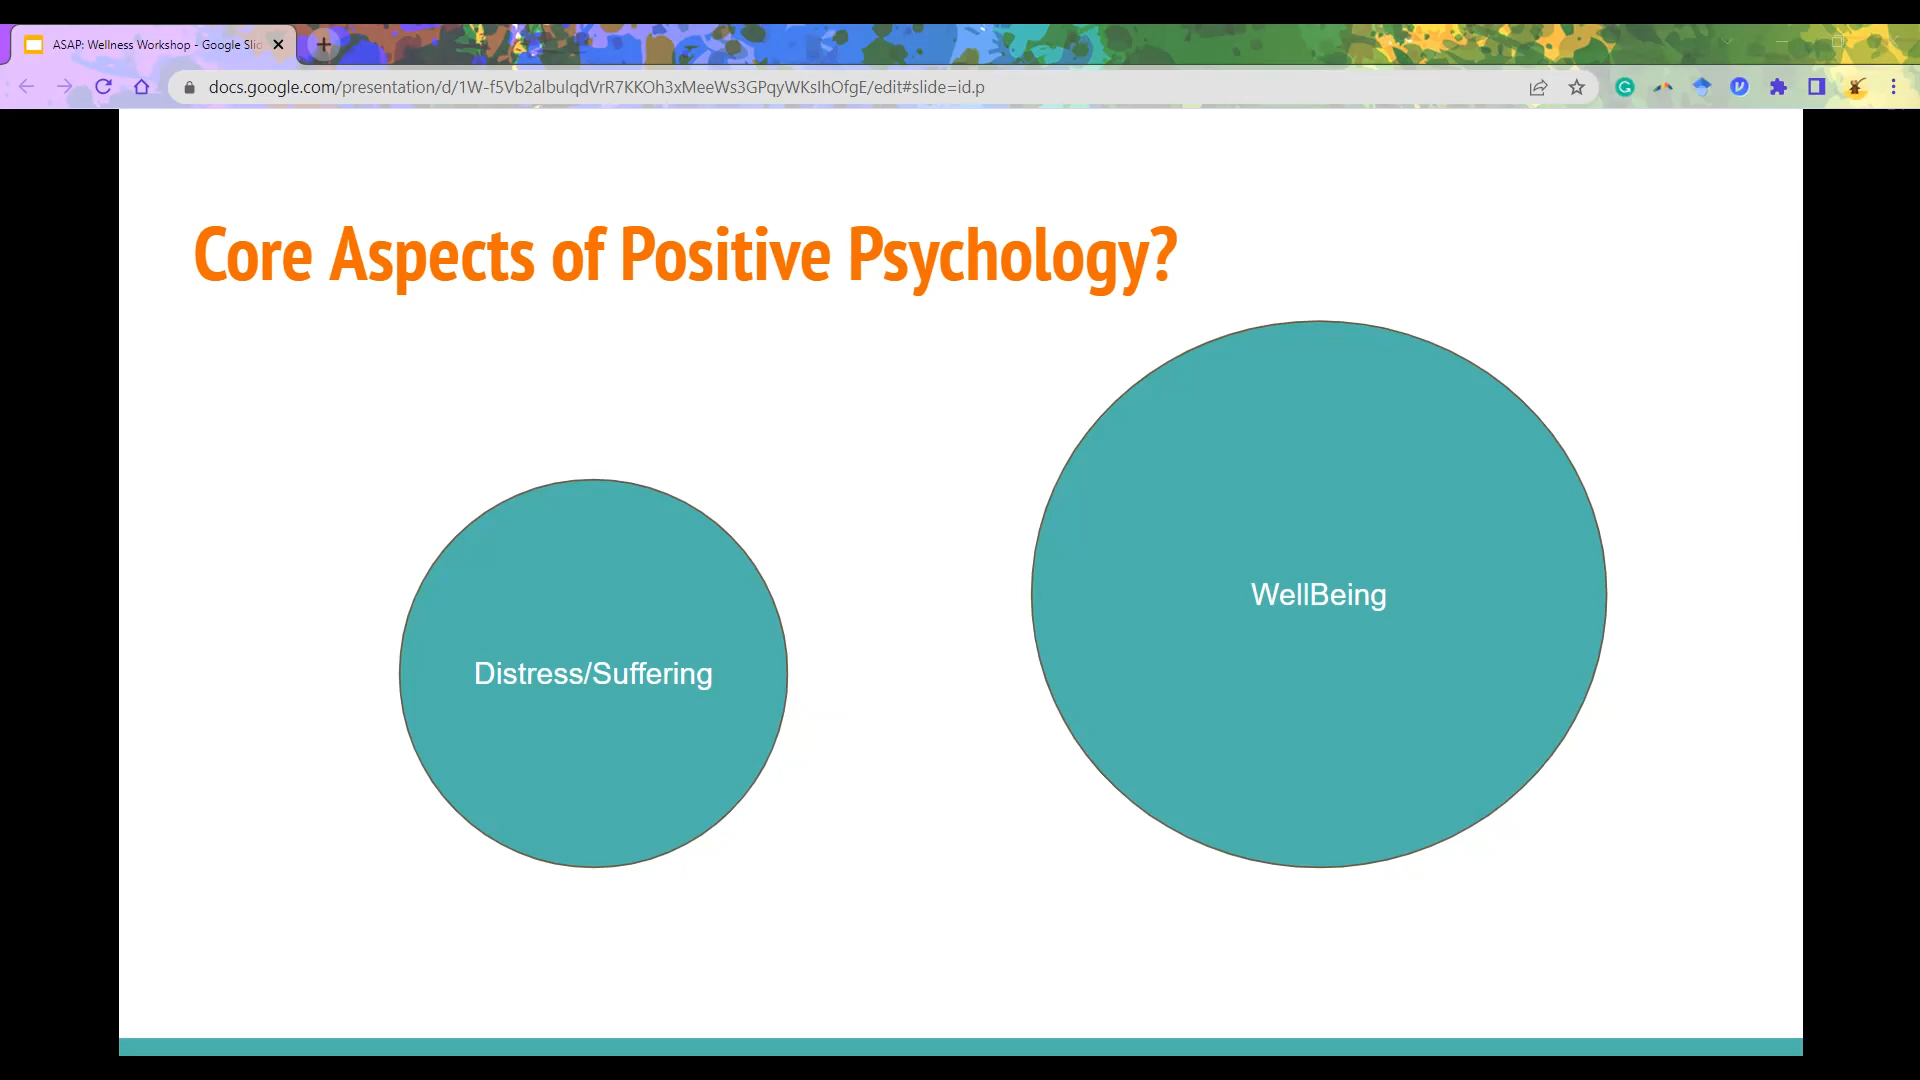 ASAP: Wellness Workshop - Google Slid
docs.google.com/presentation/d/1W-f5Vb2albulqdVrR7KKOh3xMeeWs3GPqyWKsIhOfgE/edit#slide=id.p
Core Aspects of Positive Psychology?
WellBeing
Distress/Suffering